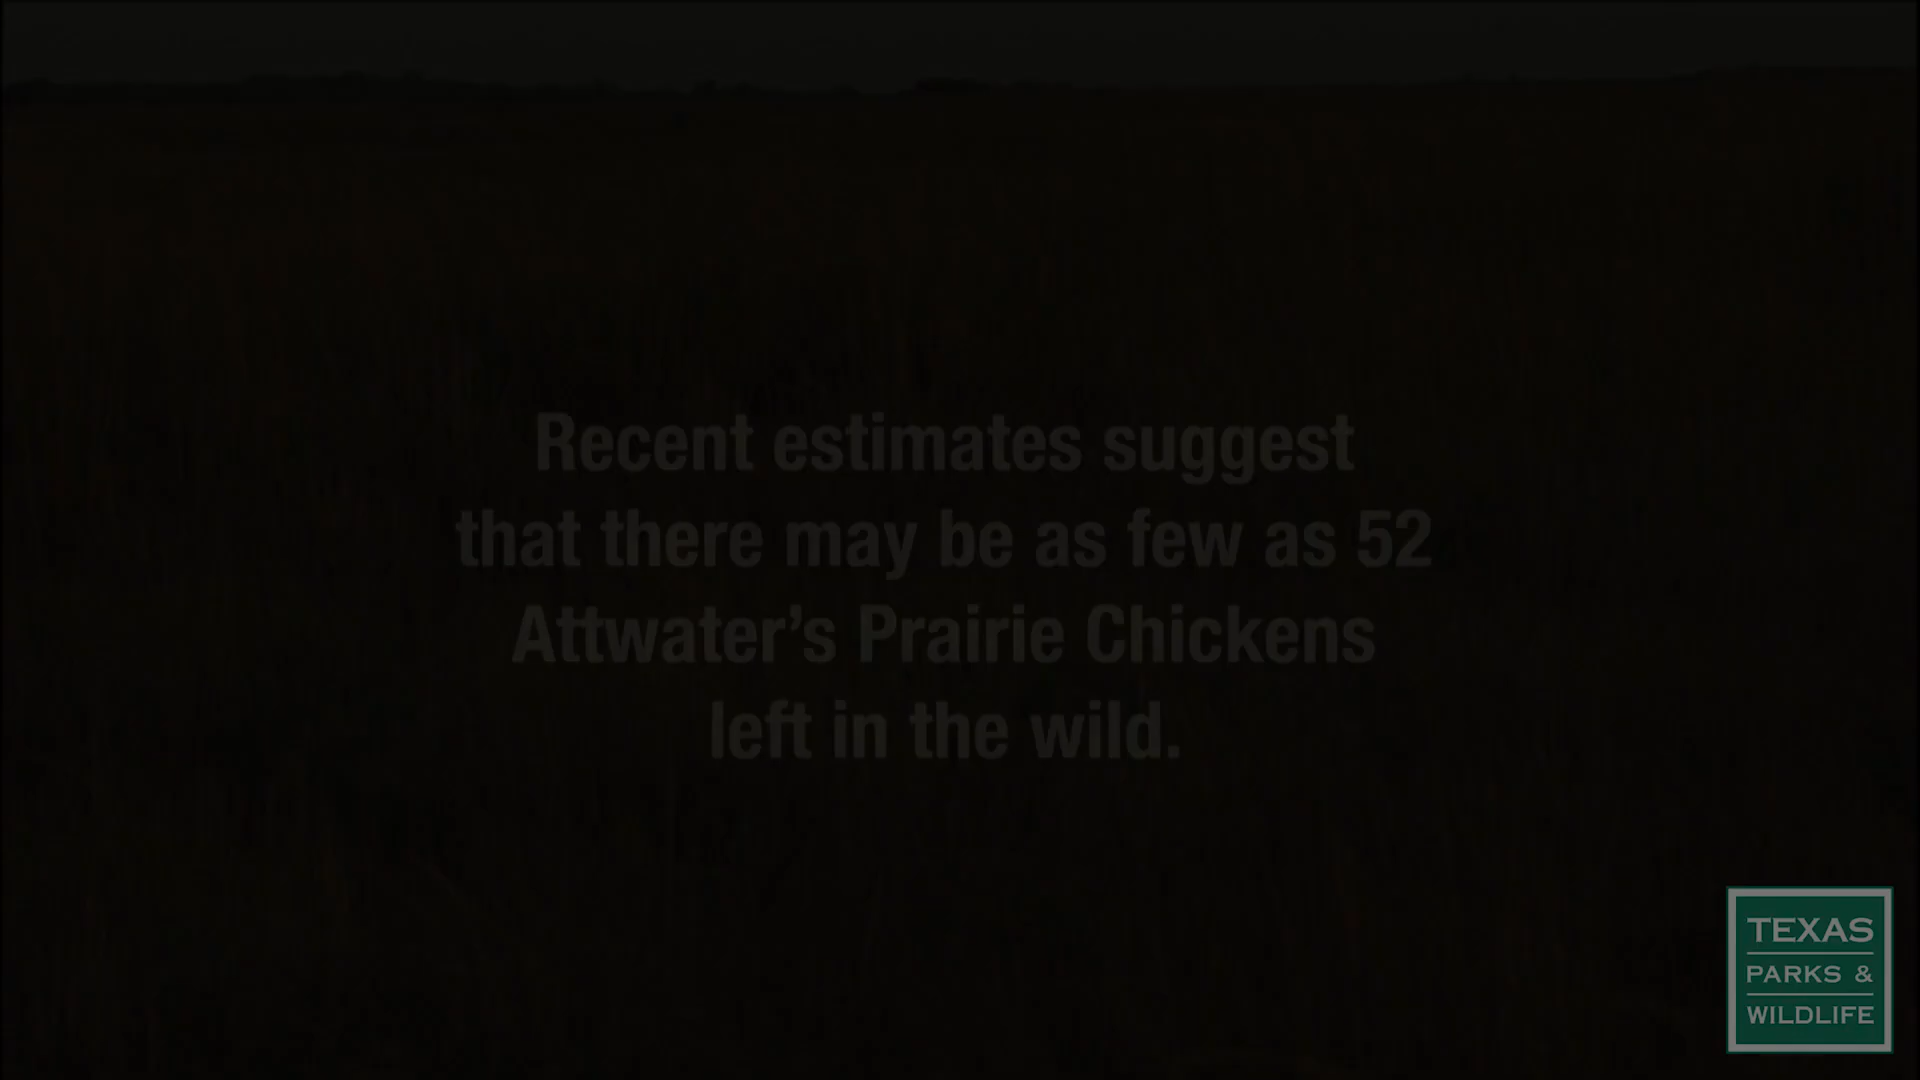 Recent estimates suggest
that there may be as few as 52
Attwater’s Prairie Chickens
left in the wild.
TEXAS
PARKS &
WILDLIFE